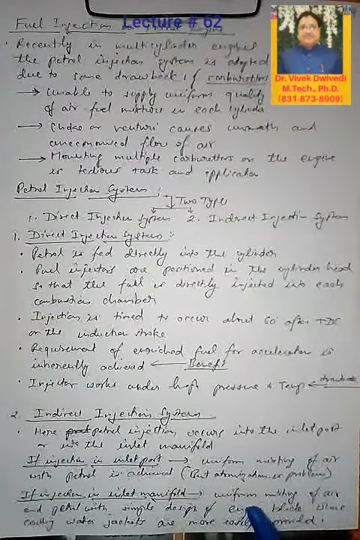 Fuel Injection
Lecture # 62
Dr. Vivek Dwivedi
M.Tech., Ph.D.
(831-873-8909)
• Recently in multicylinder engines
the petrol injection system is adopted
due to some drawback of carburettors
→ Unable to supply uniform quality
of air-fuel mixture in each cylinder
→ Choke or venturi causes unsmooth and
uneconomical flow of air
→ Mounting multiple carburettors on the engine
is tedious task and application
Petrol Injection System:
Two Types
1. Direct Injection System 2. Indirect Injection System
1. Direct Injection System:
• Petrol is fed directly into the cylinder
• Fuel injectors are positioned in the cylinder head
so that the fuel is directly injected into each
combustion chamber
• Injection is timed to occur about 60° after TDC
on the induction stroke
• Requirement of enriched fuel for acceleration is
inherently achieved ← Benefit
• Injector works under high pressure & Temp ←
2. Indirect Injection System
• Here petrol injection occurs into the inlet port
or into the inlet manifold
If injection in inlet port → uniform mixing of air
with petrol is achieved (But atomization is problem)
If injection in inlet manifold → uniform mixing of air
and petrol with simple design of block since
cooling water jackets are more easily provided.